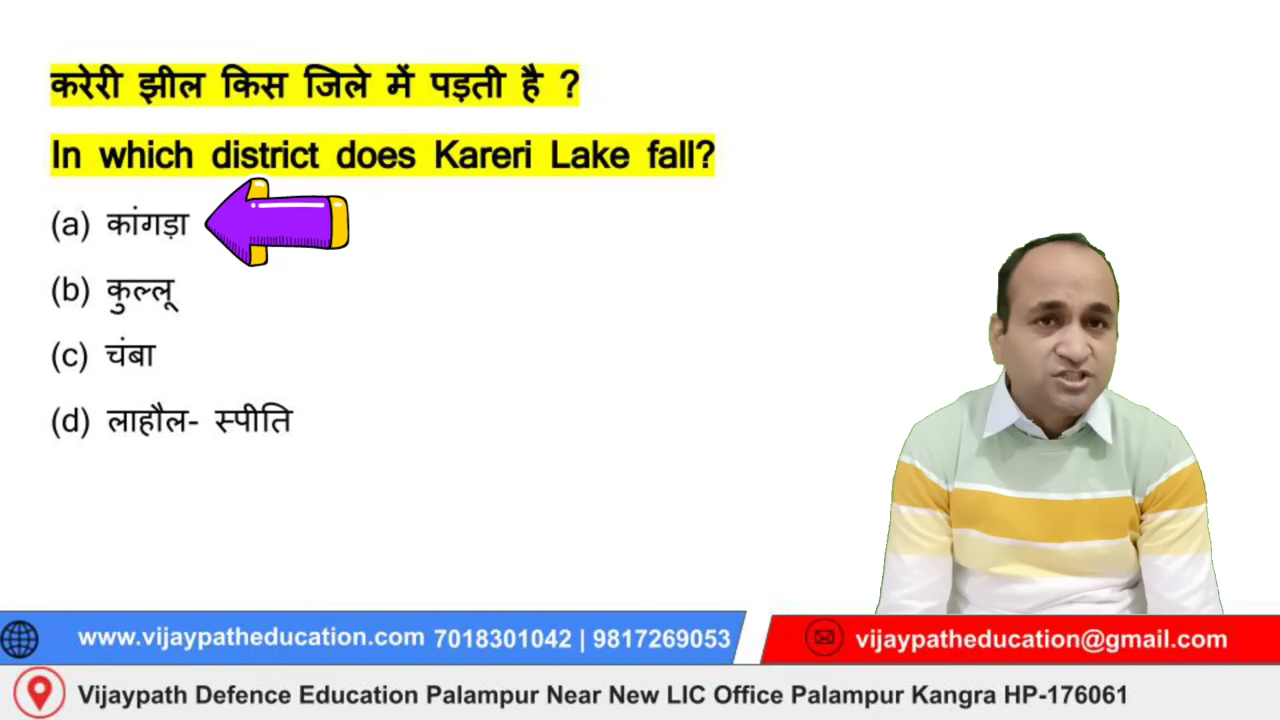 करेरी झील किस जिले में पड़ती है ?
In which district does Kareri Lake fall?
(a) कांगड़ा
(b) कुल्लू
(c) चंबा
(d) लाहौल- स्पीति
www.vijaypatheducation.com 7018301042 | 9817269053
vijaypatheducation@gmail.com
Vijaypath Defence Education Palampur Near New LIC Office Palampur Kangra HP-176061